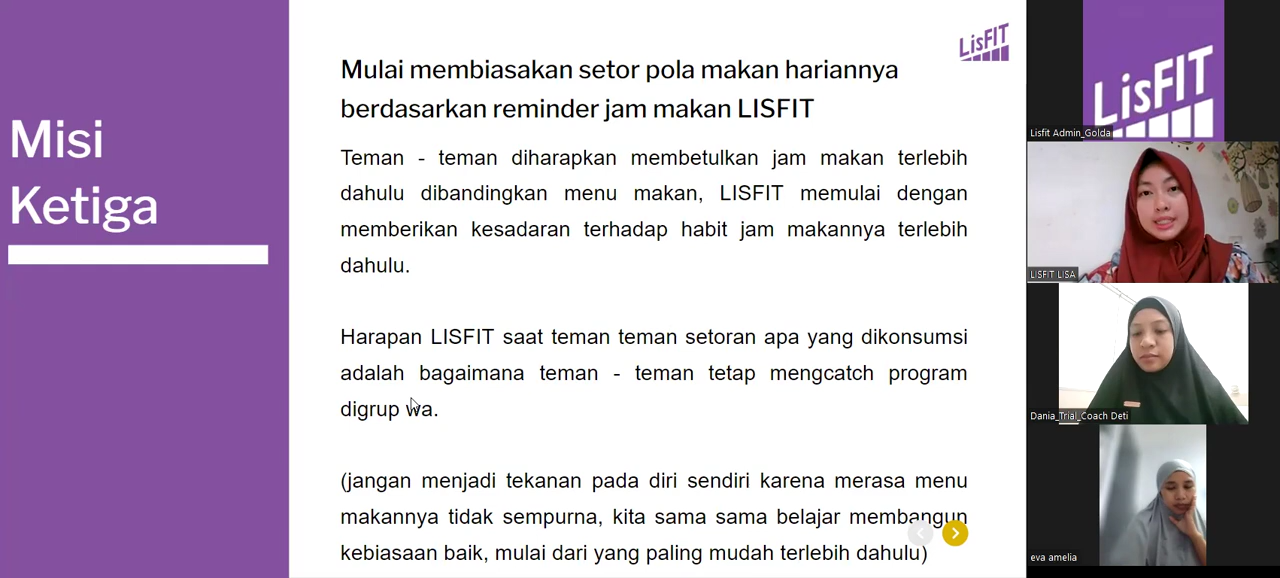 Misi
Ketiga
LISFIT
Mulai membiasakan setor pola makan hariannya
berdasarkan reminder jam makan LISFIT
Teman - teman diharapkan membetulkan jam makan terlebih
dahulu dibandingkan menu makan, LISFIT memulai dengan
memberikan kesadaran terhadap habit jam makannya terlebih
dahulu.
Harapan LISFIT saat teman teman setoran apa yang dikonsumsi
adalah bagaimana teman - teman tetap mengcatch program
digrup wa.
(jangan menjadi tekanan pada diri sendiri karena merasa menu
makannya tidak sempurna, kita sama sama belajar membangun
kebiasaan baik, mulai dari yang paling mudah terlebih dahulu)
LISFIT
Lisfit Admin_Golda
LISFIT LISA
Dania_Trial_Coach Deti
eva amelia